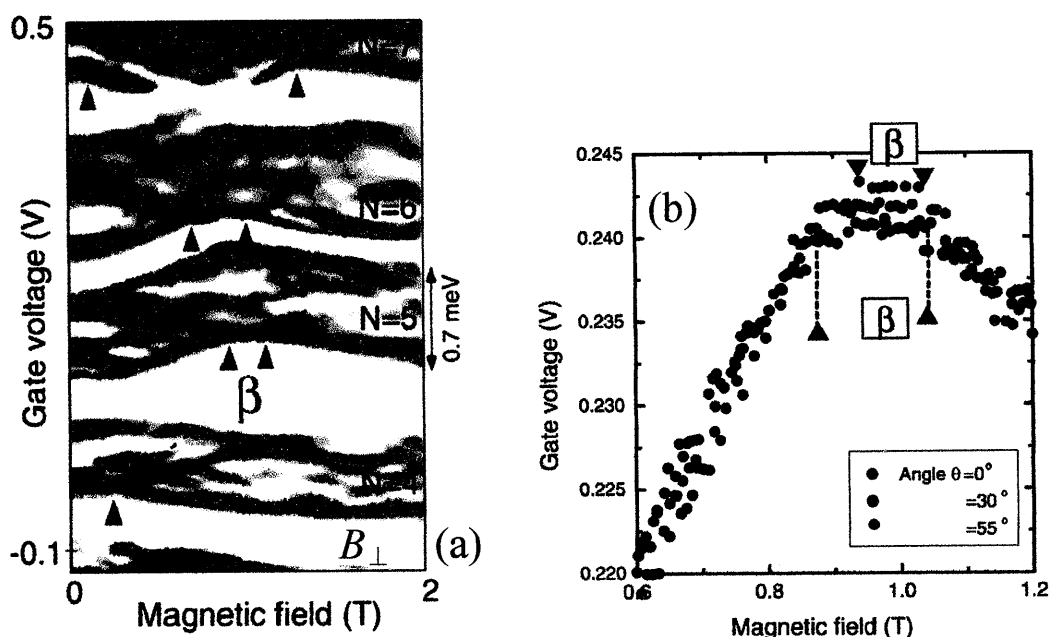 0.5
N=7
N=6
N=5
0.7 meV
β
N=4
-0.1
B⊥
(a)
0
2
Magnetic field (T)
Gate voltage (V)
β
0.245
(b)
0.240
0.235
β
0.230
0.225
0.220
Angle θ=0°
=30°
=55°
0.8
1.0
1.2
Magnetic field (T)
Gate voltage (V)